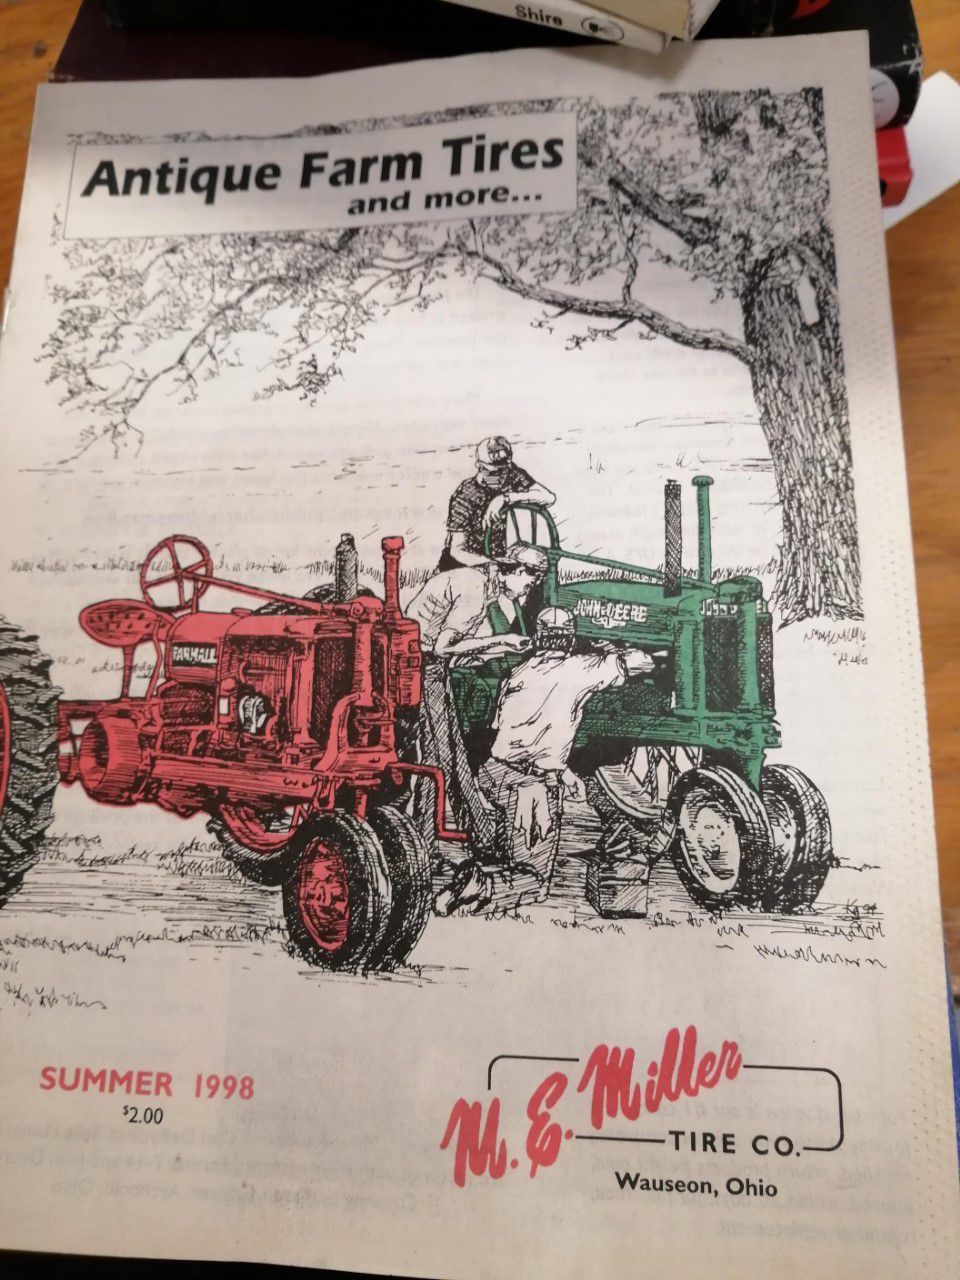 Shire
Antique Farm Tires
and more...
JOHN DEERE
FARMALL
SUMMER 1998
$2.00
M. E. Miller
TIRE CO.
Wauseon, Ohio